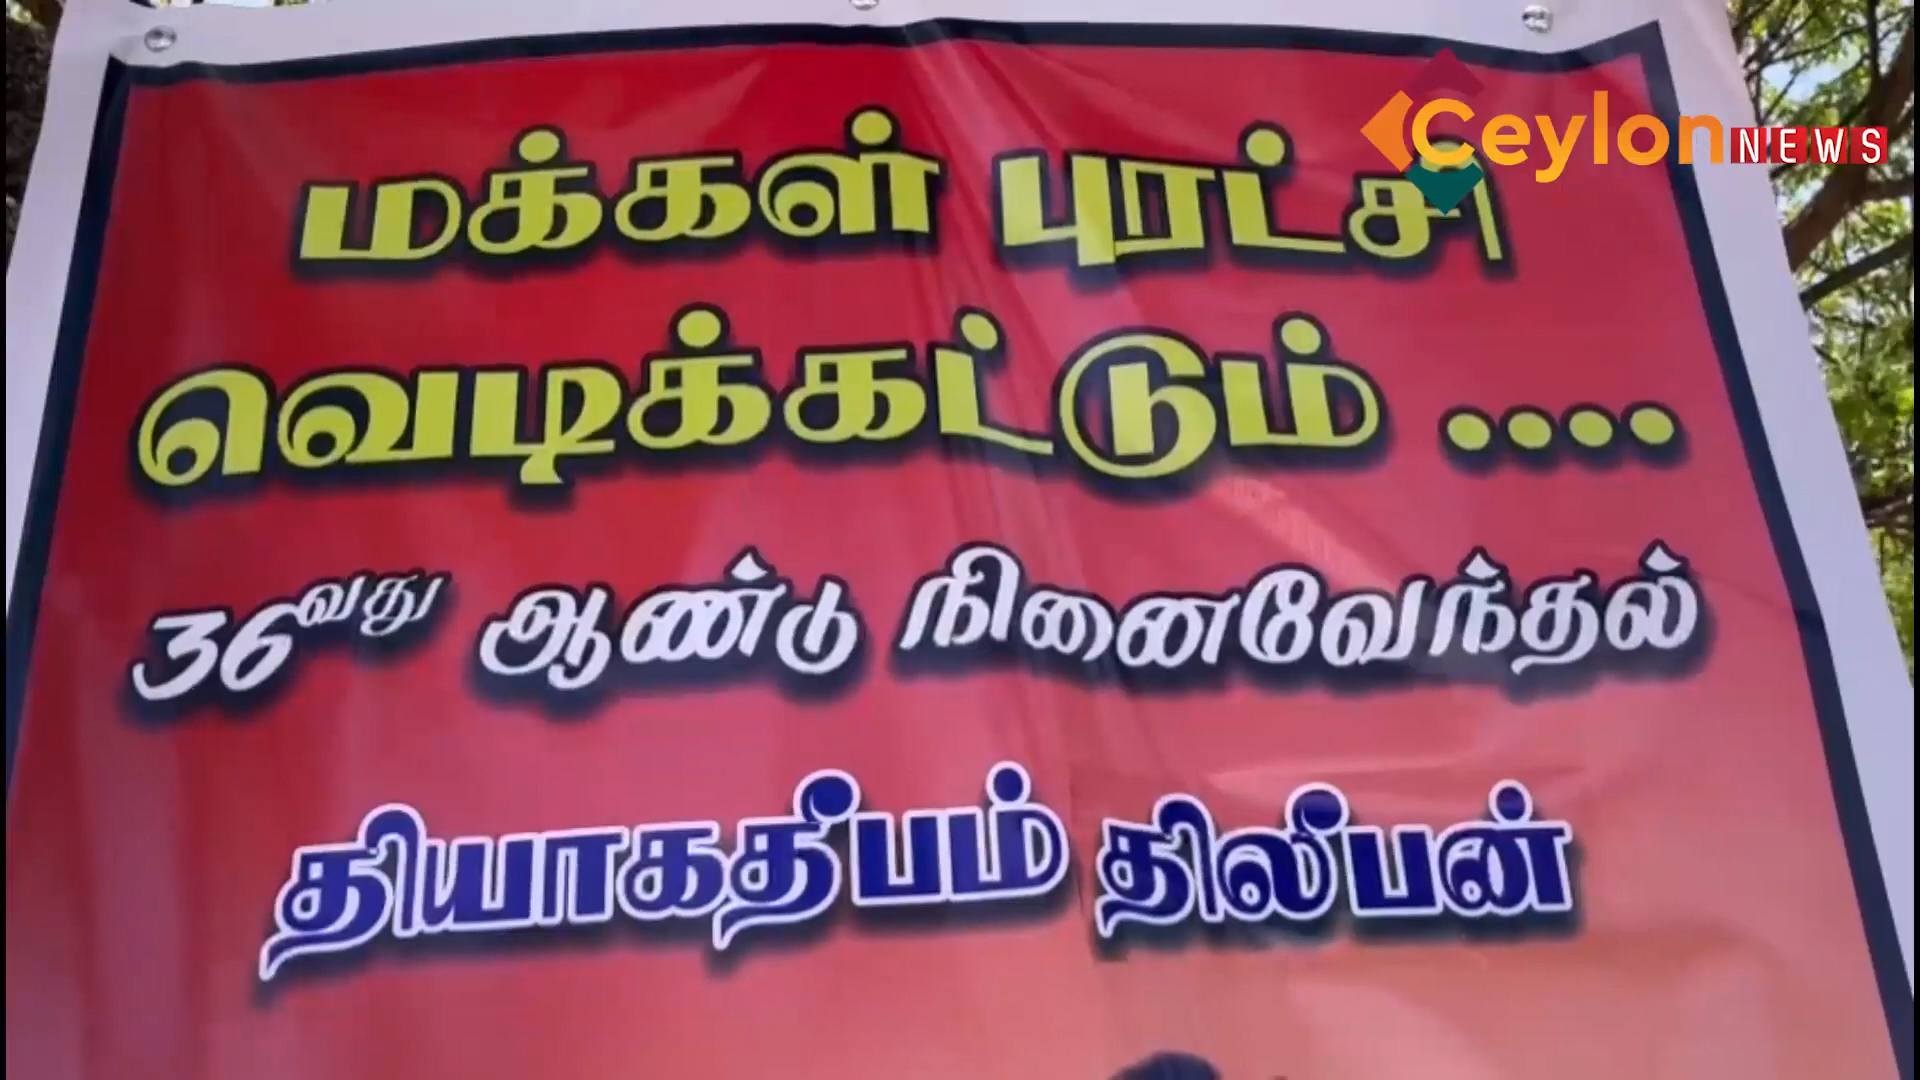 Ceylon NEWS
மக்கள் புரட்சி
வெடிக்கட்டும் ....
36வது ஆண்டு நினைவேந்தல்
தியாகதீபம் திலீபன்